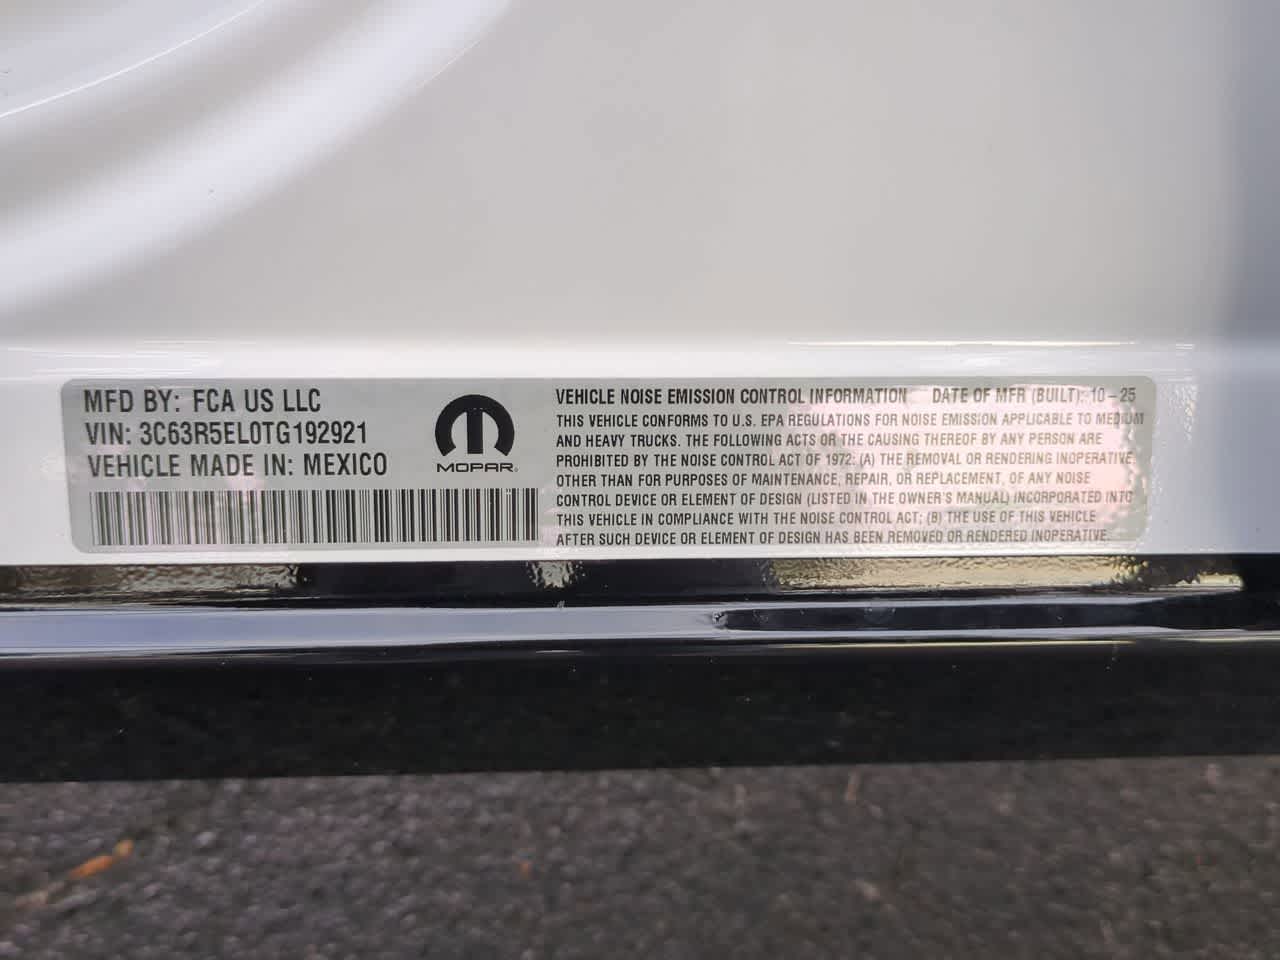 MFD BY: FCA US LLC
VIN: 3C63R5EL0TG192921
VEHICLE MADE IN: MEXICO
MOPAR®
VEHICLE NOISE EMISSION CONTROL INFORMATION DATE OF MFR (BUILT): 10-25
THIS VEHICLE CONFORMS TO U.S. EPA REGULATIONS FOR NOISE EMISSION APPLICABLE TO MEDIUM
AND HEAVY TRUCKS. THE FOLLOWING ACTS OR THE CAUSING THEREOF BY ANY PERSON ARE
PROHIBITED BY THE NOISE CONTROL ACT OF 1972: (A) THE REMOVAL OR RENDERING INOPERATIVE
OTHER THAN FOR PURPOSES OF MAINTENANCE, REPAIR, OR REPLACEMENT, OF ANY NOISE
CONTROL DEVICE OR ELEMENT OF DESIGN (LISTED IN THE OWNER'S MANUAL) INCORPORATED INTO
THIS VEHICLE IN COMPLIANCE WITH THE NOISE CONTROL ACT; (B) THE USE OF THIS VEHICLE
AFTER SUCH DEVICE OR ELEMENT OF DESIGN HAS BEEN REMOVED OR RENDERED INOPERATIVE.